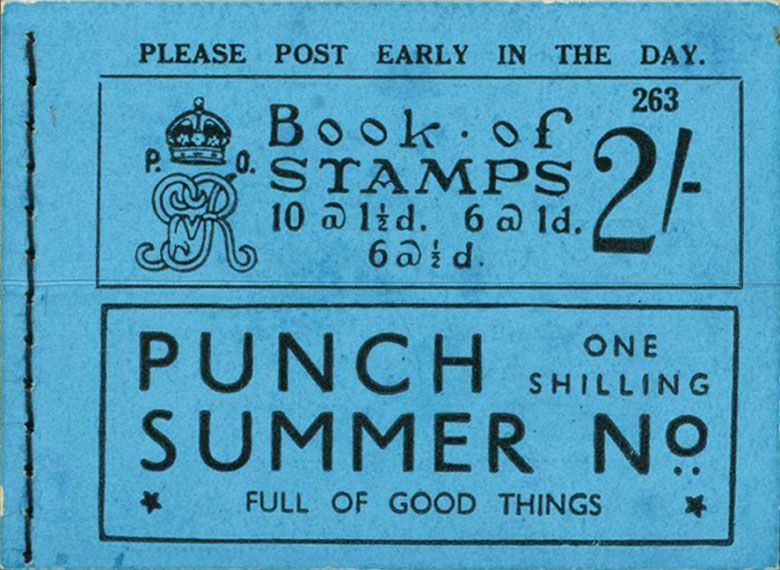 PLEASE POST EARLY IN THE DAY.
263
P. O.
Book · of
STAMPS
2/-
10 @ 1½d. 6 @ 1d.
6 @ ½d.
PUNCH
ONE
SHILLING
SUMMER Nº
FULL OF GOOD THINGS